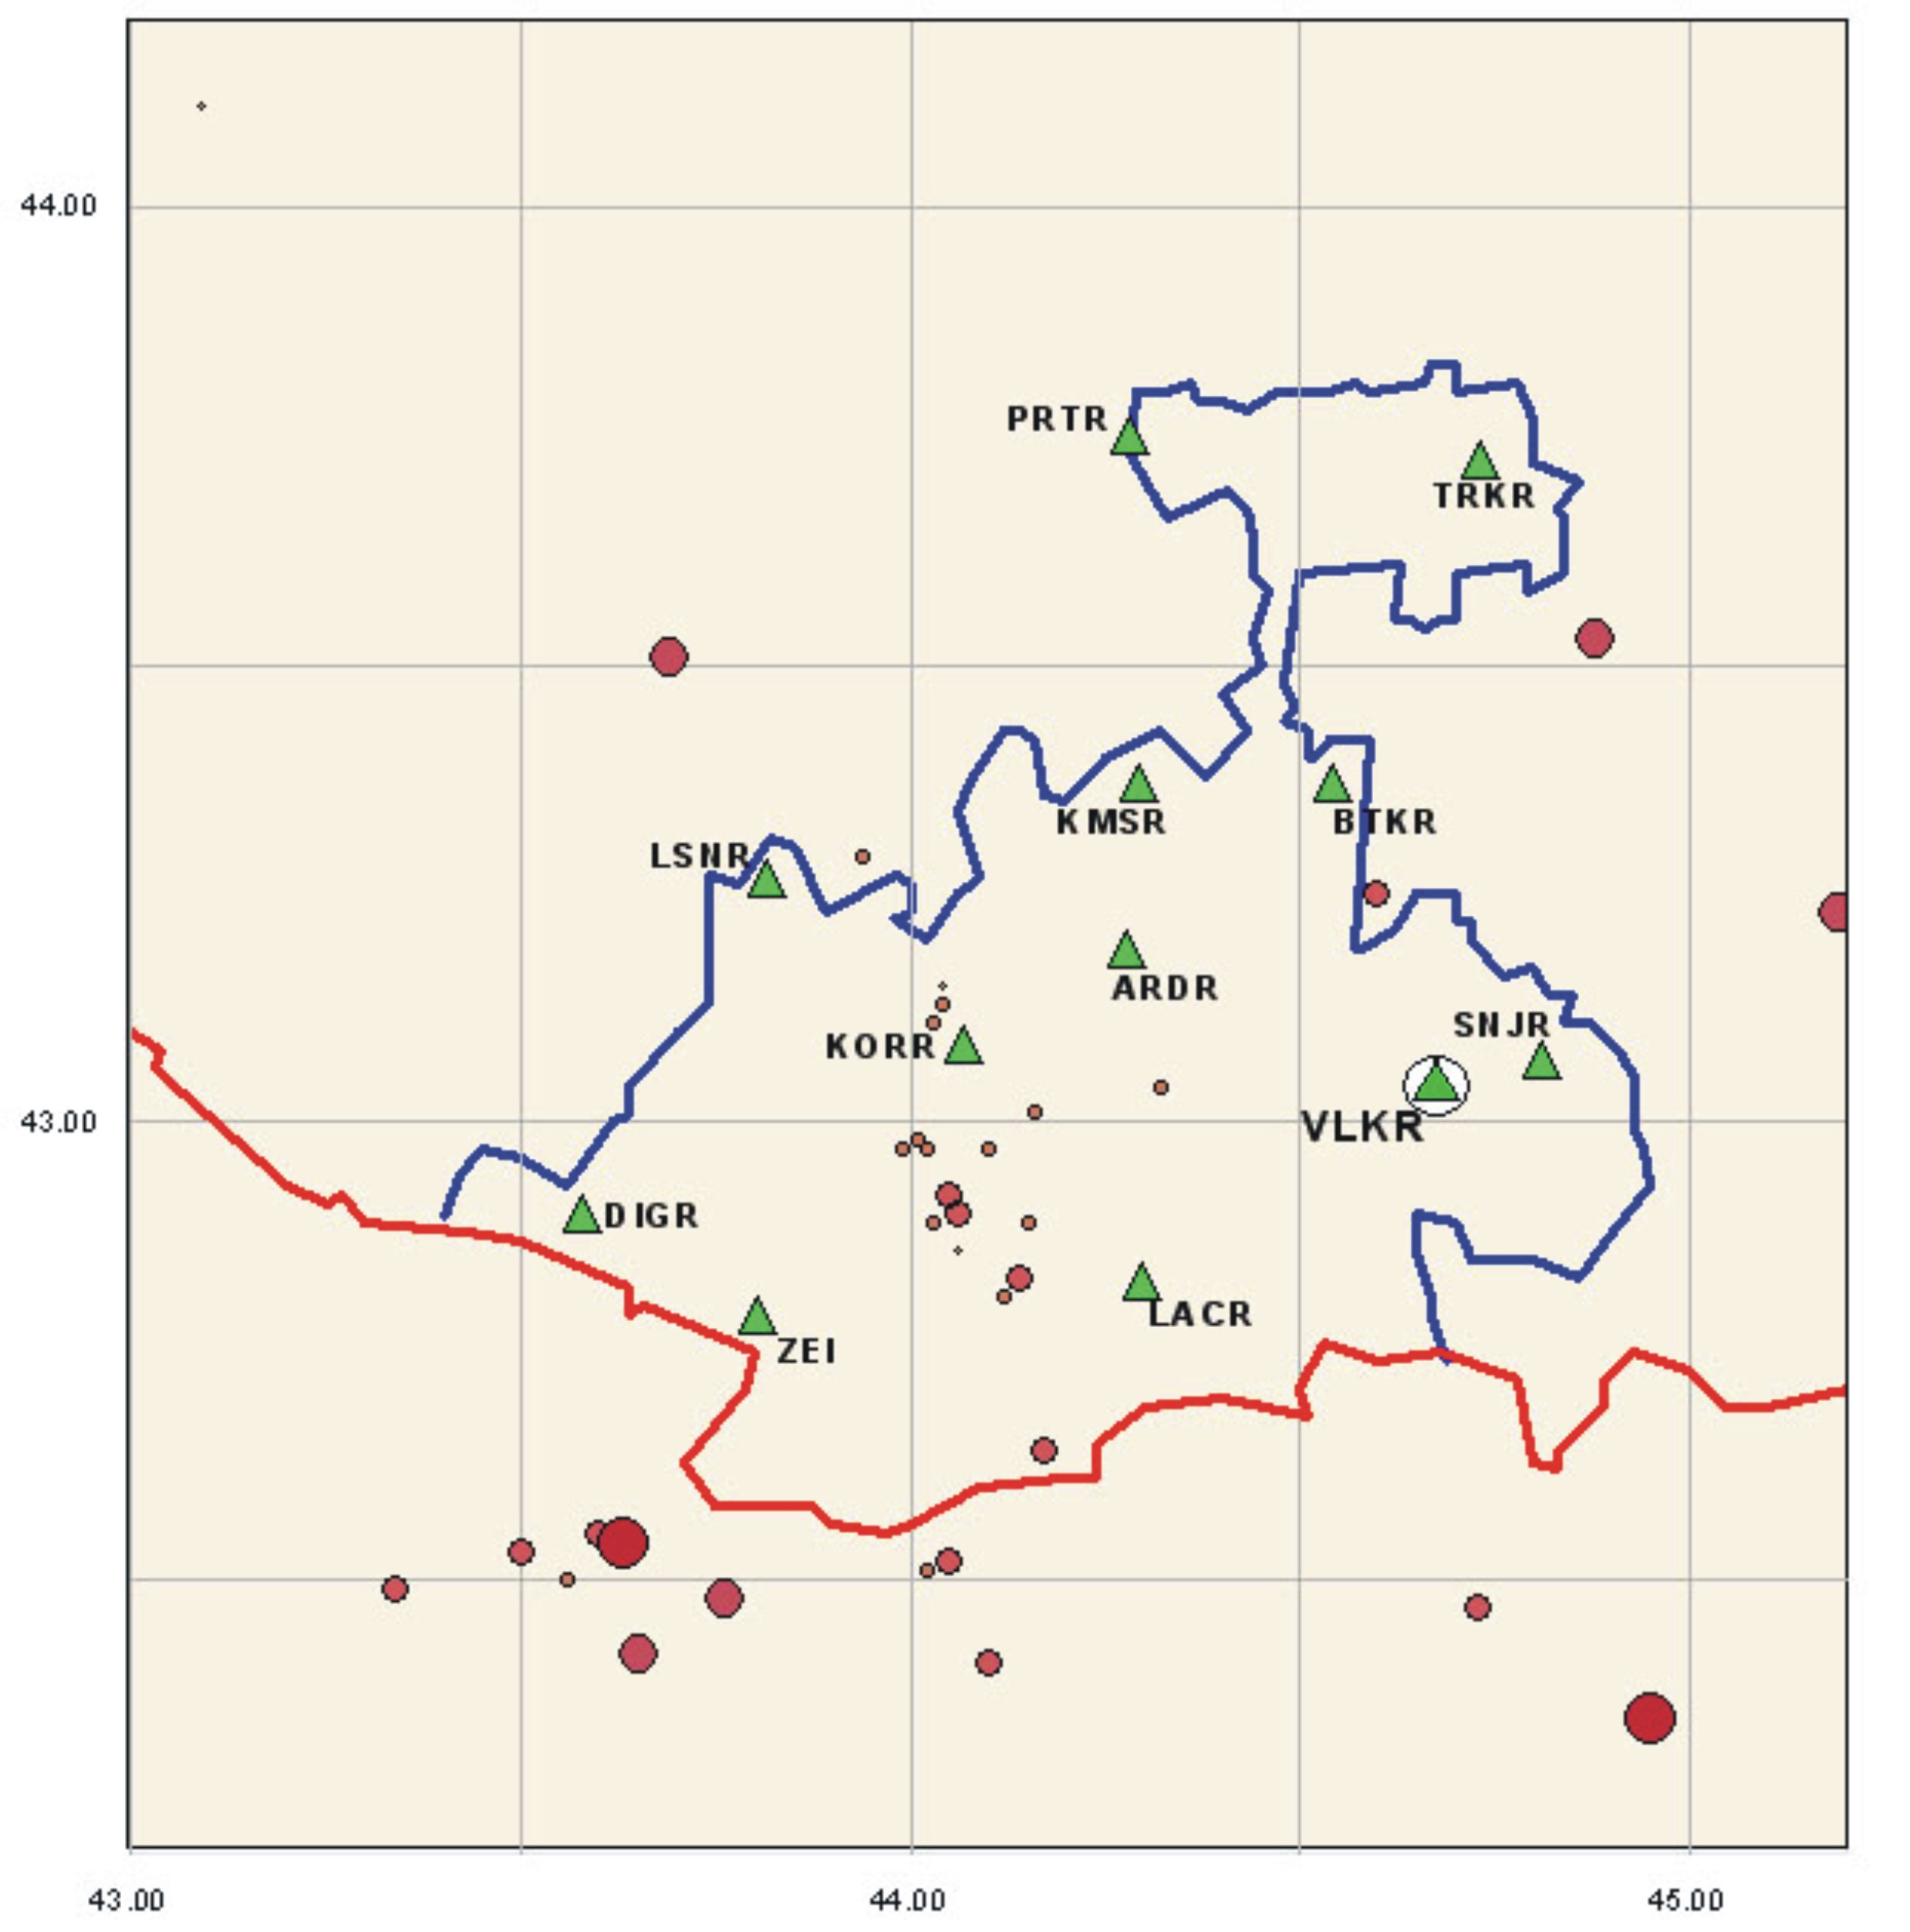 44.00
PRTR
TRKR
KMSR
BTKR
LSNR
ARDR
SNJR
KORR
43.00
VLKR
DIGR
LACR
ZEI
43.00
44.00
45.00